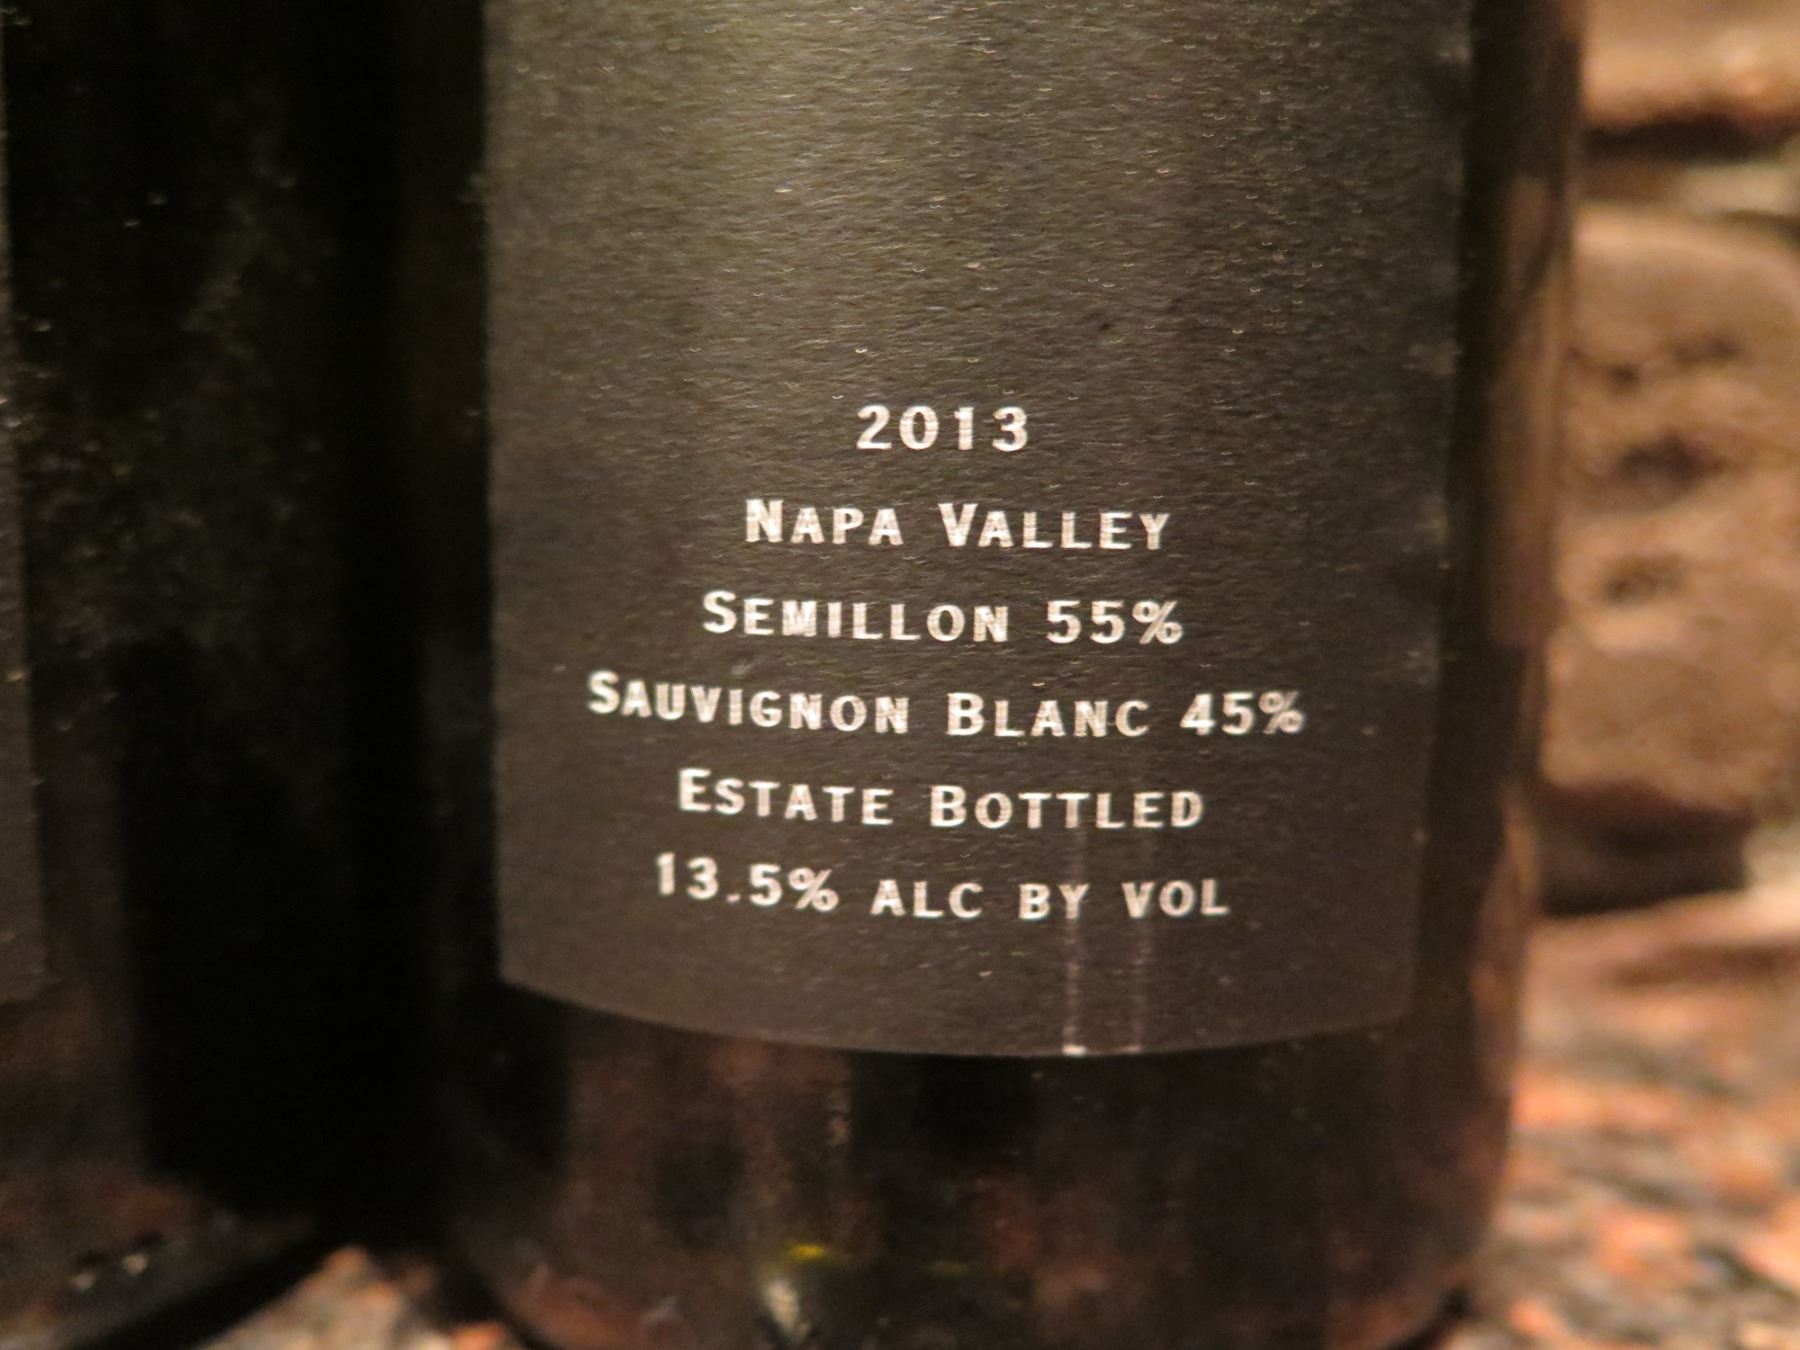 2013
NAPA VALLEY
SEMILLON 55%
SAUVIGNON BLANC 45%
ESTATE BOTTLED
13.5% ALC BY VOL